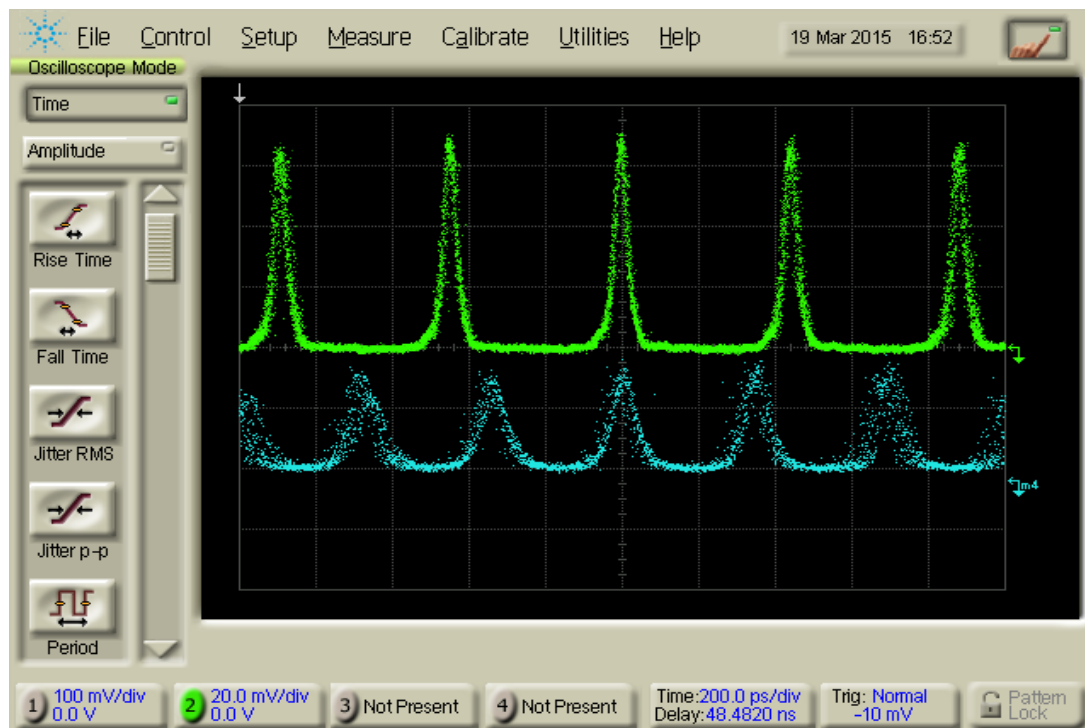 File Control Setup Measure Calibrate Utilities Help 19 Mar 2015 16:52
Oscilloscope Mode
Time
Amplitude
Rise Time
Fall Time
Jitter RMS
Jitter p-p
Period
m4
1 100 mV/div
0.0 V
2 20.0 mV/div
0.0 V
3 Not Present
4 Not Present
Time:200.0 ps/div
Delay:48.4820 ns
Trig: Normal
-10 mV
Pattern
Lock